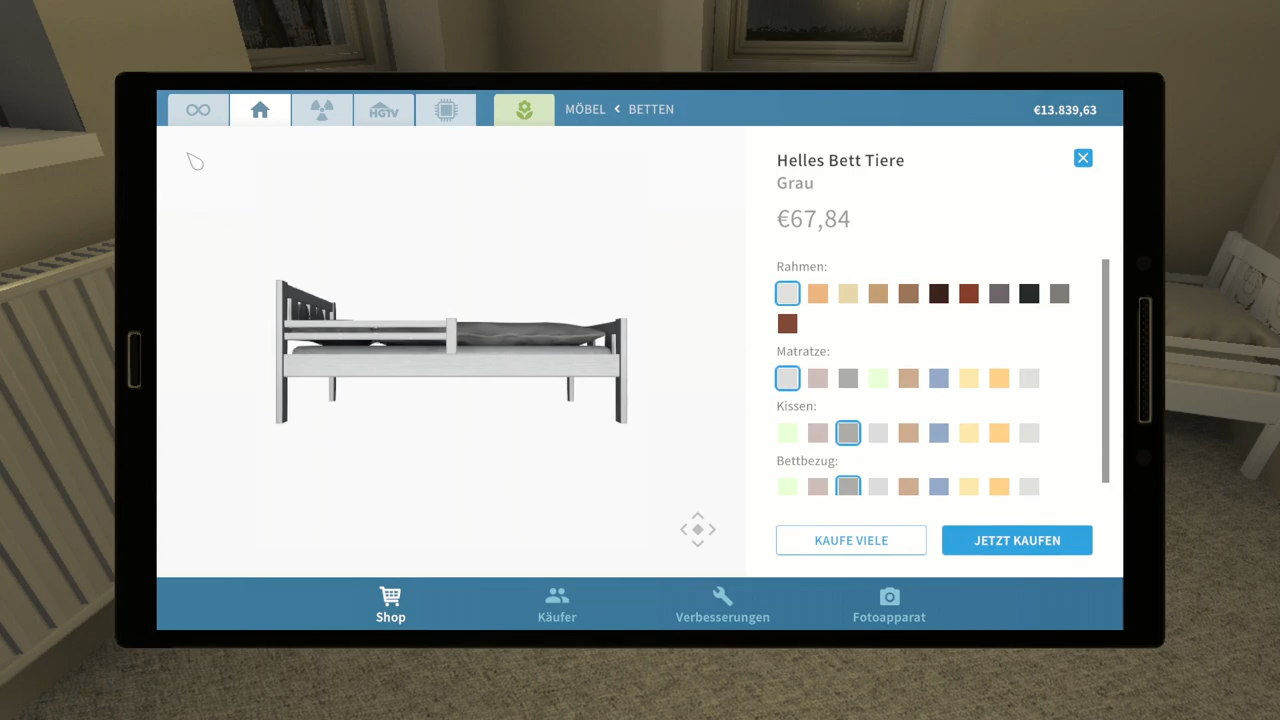 HGTV
MÖBEL < BETTEN
€13.839,63
Helles Bett Tiere
Grau
€67,84
Rahmen:
Matratze:
Kissen:
Bettbezug:
KAUFE VIELE
JETZT KAUFEN
Shop
Käufer
Verbesserungen
Fotoapparat